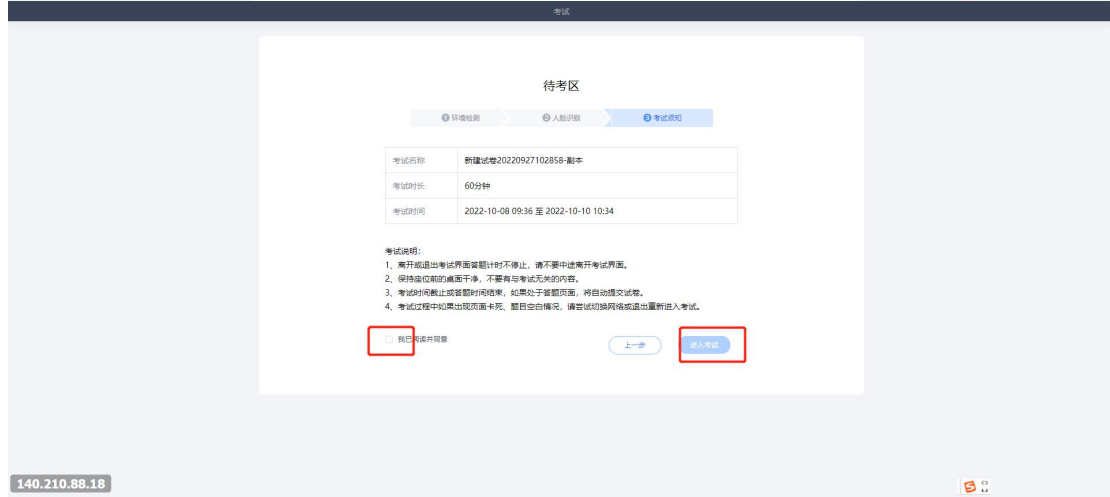 考试
待考区
1 环境检测 2 人脸识别 3 考试须知
考试名称 新建试卷20220927102858-副本
考试时长 60分钟
考试时间 2022-10-08 09:36 至 2022-10-10 10:34
考试说明：
1、离开或退出考试界面答题计时不停止，请不要中途离开考试界面。
2、保持座位前的桌面干净，不要有与考试无关的内容。
3、考试时间截止或答题时间结束，如果处于答题页面，将自动提交试卷。
4、考试过程中如果出现页面卡死、题目空白情况，请尝试切换网络或退出重新进入考试。
我已阅读并同意 上一步 进入考试
140.210.88.18